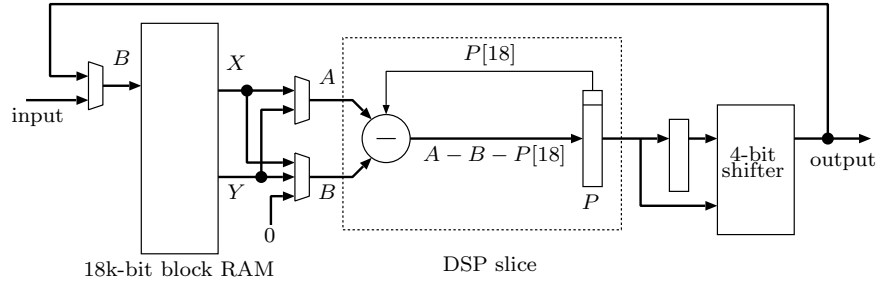 P[18]
B
X
A
input
A − B − P[18]
4-bit
shifter
output
Y
B
P
0
18k-bit block RAM
DSP slice